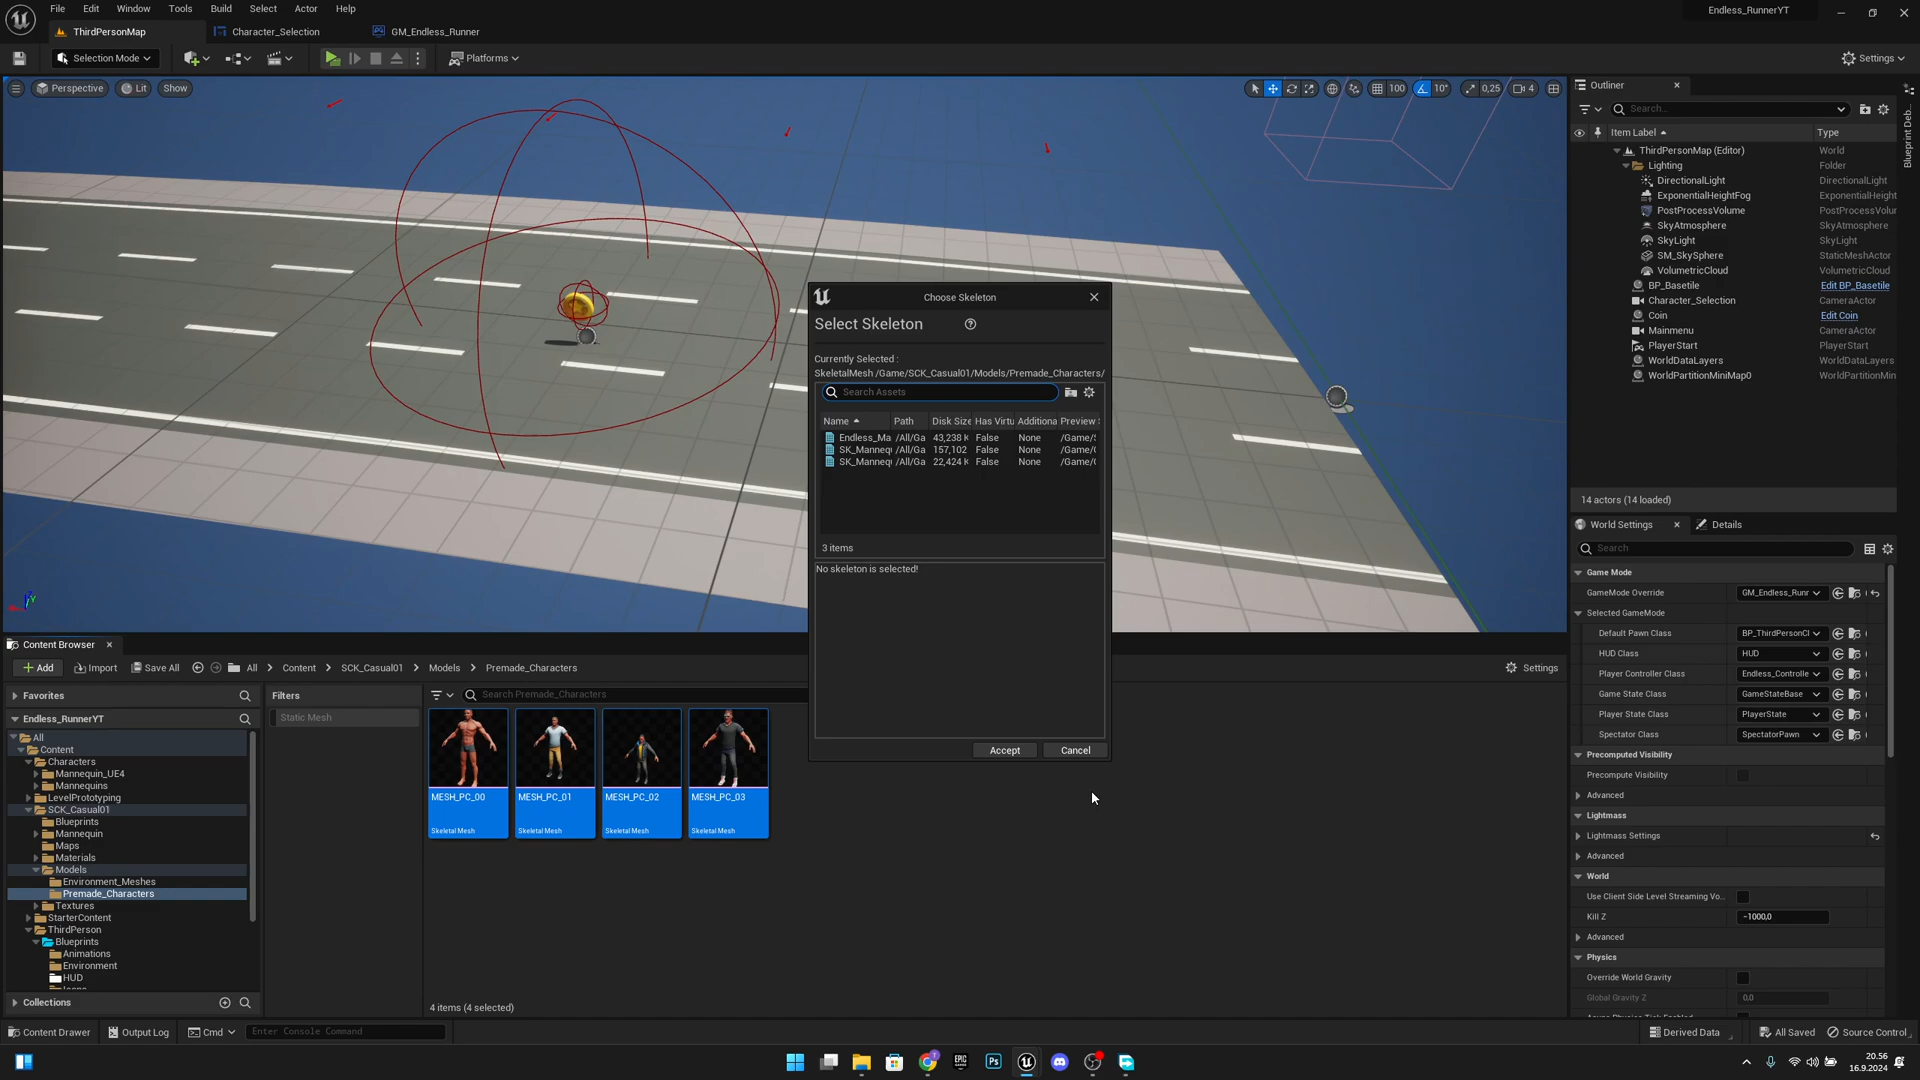 File Edit Window Tools Build Select Actor Help
Endless_RunnerYT
ThirdPersonMap Character_Selection GM_Endless_Runner
Selection Mode Platforms Settings
Perspective Lit Show
100 10° 0,25 4
Outliner
Search...
Item Label Type
ThirdPersonMap (Editor) World
Lighting Folder
DirectionalLight DirectionalLight
ExponentialHeightFog ExponentialHeight
PostProcessVolume PostProcessVolur
SkyAtmosphere SkyAtmosphere
SkyLight SkyLight
SM_SkySphere StaticMeshActor
VolumetricCloud VolumetricCloud
BP_Basetile Edit BP_Basetile
Character_Selection CameraActor
Coin Edit Coin
Mainmenu CameraActor
PlayerStart PlayerStart
WorldDataLayers WorldDataLayers
WorldPartitionMiniMap0 WorldPartitionMin
14 actors (14 loaded)
Blueprint Deb...
Choose Skeleton
Select Skeleton
Currently Selected :
SkeletalMesh /Game/SCK_Casual01/Models/Premade_Characters/
Search Assets
Name Path Disk Size Has Virtu Additiona Preview
Endless_Ma /All/Ga 43,238 K False None /Game/
SK_Mannequ /All/Ga 157,102 False None /Game/
SK_Mannequ /All/Ga 22,424 K False None /Game/
3 items
No skeleton is selected!
Accept Cancel
World Settings Details
Search
Game Mode
GameMode Override GM_Endless_Runr
Selected GameMode
Default Pawn Class BP_ThirdPersonCl
HUD Class HUD
Player Controller Class Endless_Controlle
Game State Class GameStateBase
Player State Class PlayerState
Spectator Class SpectatorPawn
Precomputed Visibility
Precompute Visibility
Advanced
Lightmass
Lightmass Settings
Advanced
World
Use Client Side Level Streaming Vo...
Kill Z -1000,0
Advanced
Physics
Override World Gravity
Global Gravity Z 0,0
Async Physics Tick Enabled
Content Browser
Add Import Save All All Content SCK_Casual01 Models Premade_Characters Settings
Favorites
Endless_RunnerYT
All
Content
Characters
Mannequin_UE4
Mannequins
LevelPrototyping
SCK_Casual01
Blueprints
Mannequin
Maps
Materials
Models
Environment_Meshes
Premade_Characters
Textures
StarterContent
ThirdPerson
Blueprints
Animations
Environment
HUD
Collections
Filters
Static Mesh
Search Premade_Characters
MESH_PC_00 MESH_PC_01 MESH_PC_02 MESH_PC_03
Skeletal Mesh Skeletal Mesh Skeletal Mesh Skeletal Mesh
4 items (4 selected)
Content Drawer Output Log Cmd Enter Console Command Derived Data All Saved Source Control
EPIC
Ps
20.56
16.9.2024